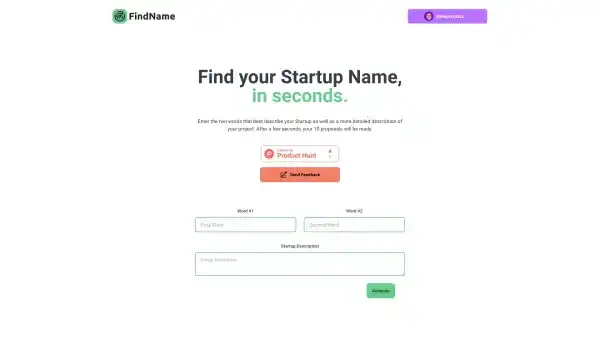 FindName
Find your Startup Name,
in seconds.
Enter the two words that best describe your Startup as well as a more detailed description of
your project. After a few seconds, your 10 proposals will be ready
Product Hunt
Send Feedback
Word #1
Word #2
First Word
Second Word
Startup Description
Startup Description
Generate